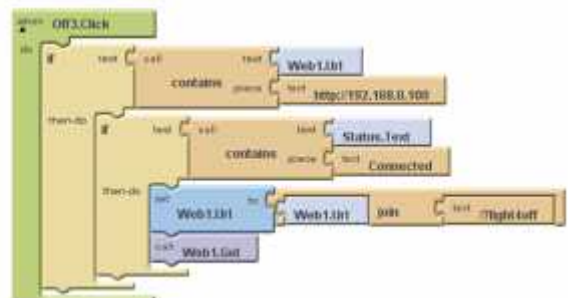 when Off3.Click
do if test call text Web1.Url
contains piece text http://192.168.0.100
then-do if test call text Status.Text
contains piece text Connected
then-do set to Web1.Url join text
Web1.Url
call Web1.Get